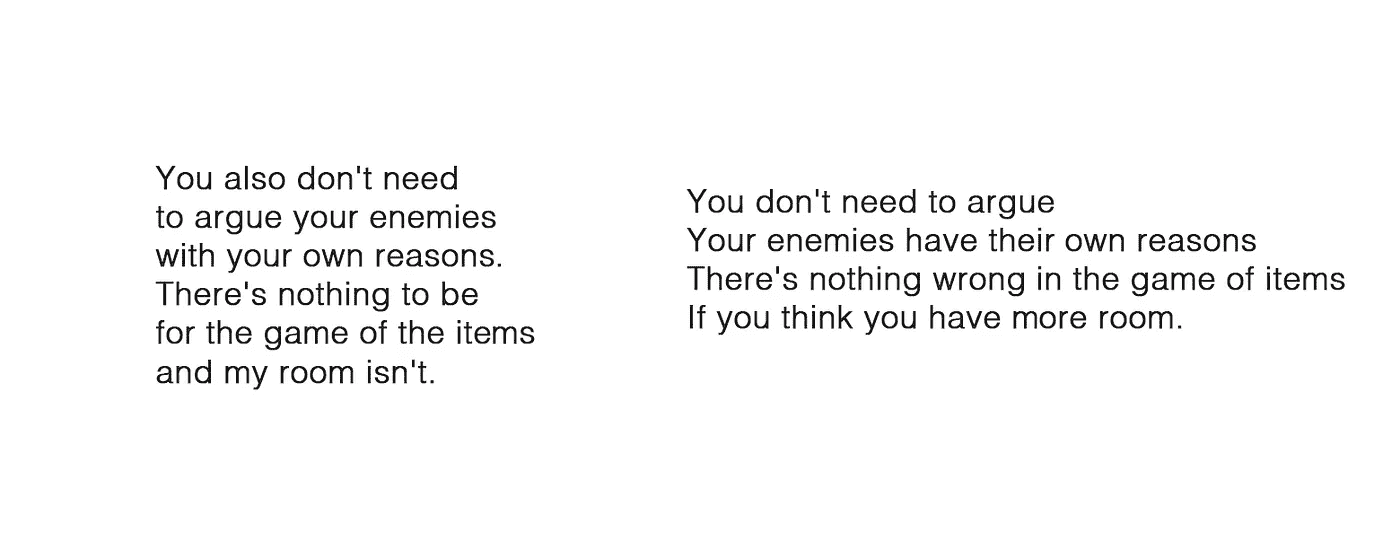 You also don't need
to argue your enemies
with your own reasons.
There's nothing to be
for the game of the items
and my room isn't.
You don't need to argue
Your enemies have their own reasons
There's nothing wrong in the game of items
If you think you have more room.